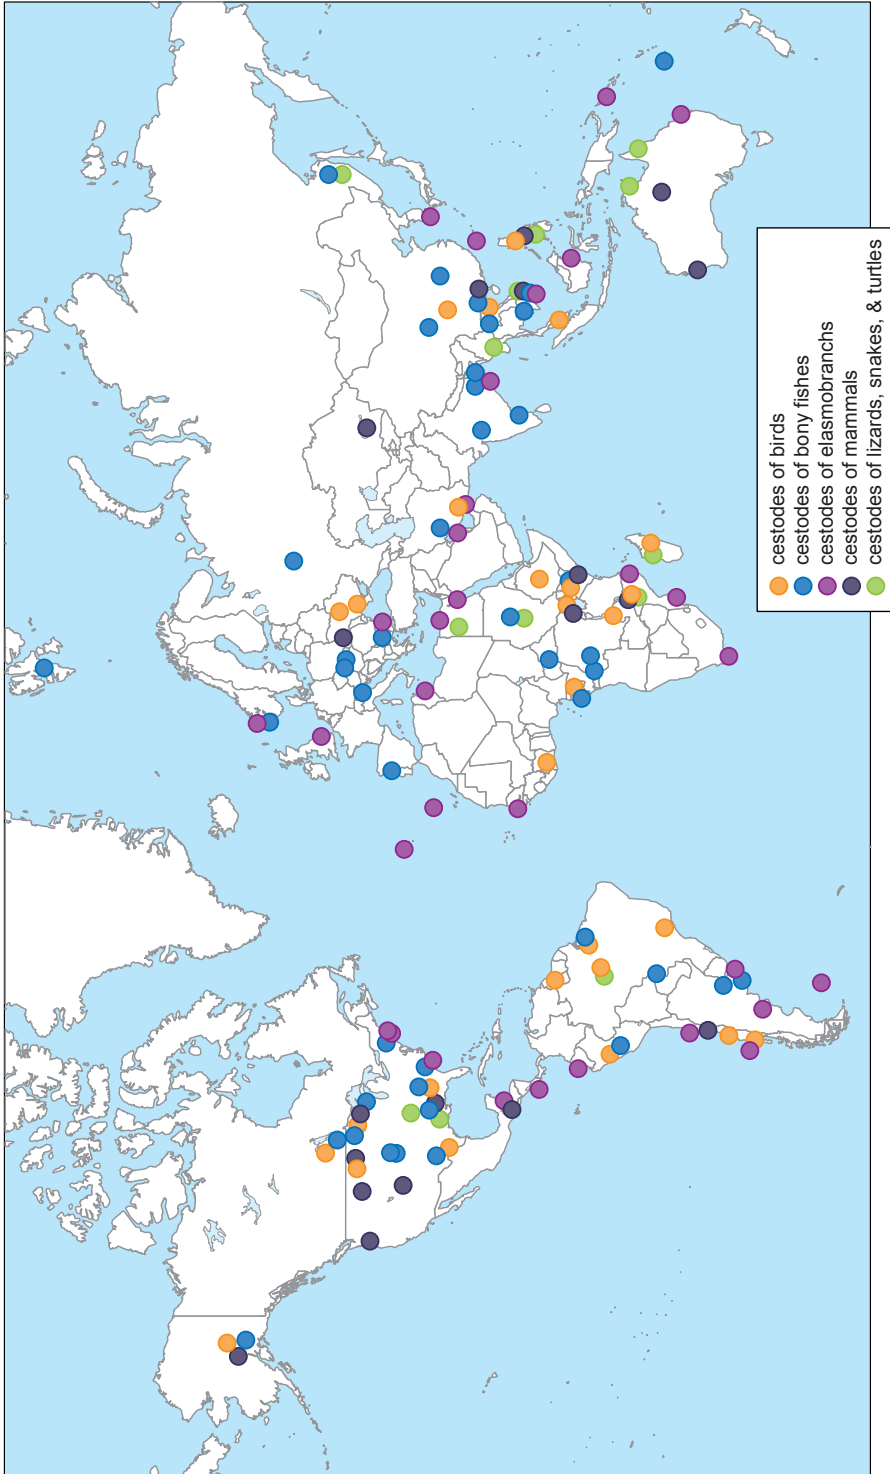 cestodes of birds
cestodes of bony fishes
cestodes of elasmobranchs
cestodes of mammals
cestodes of lizards, snakes, & turtles